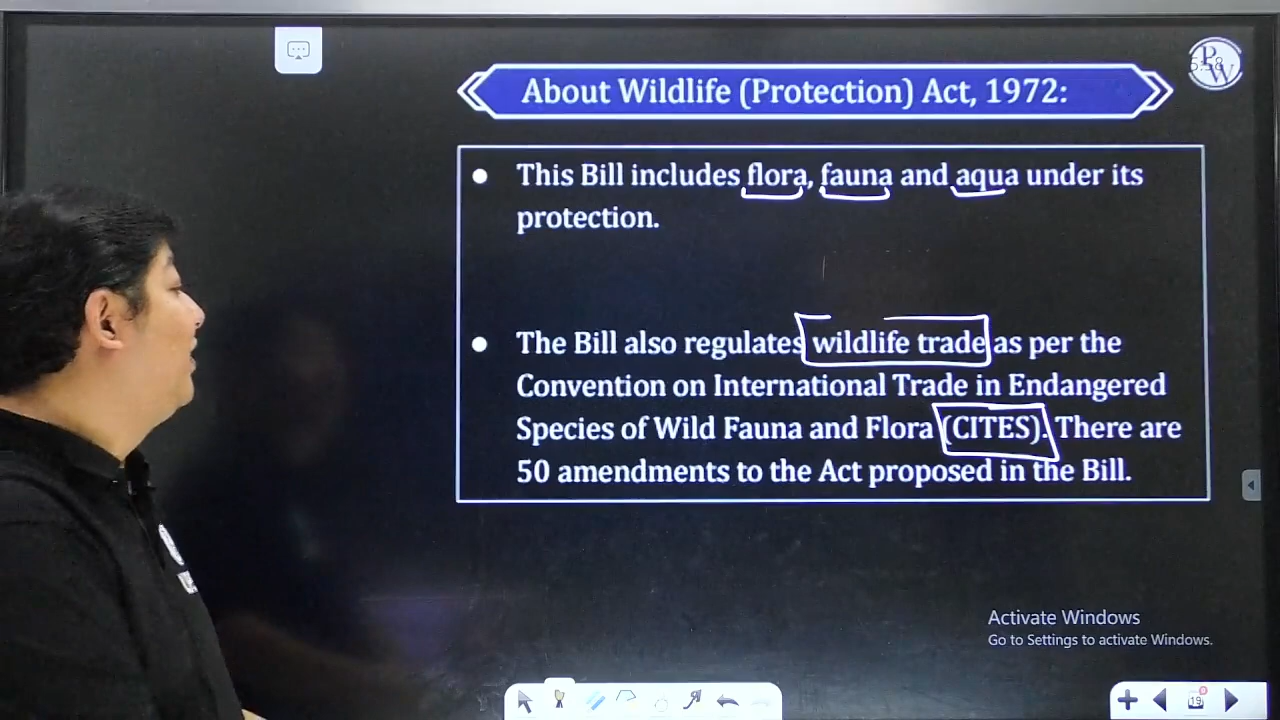 About Wildlife (Protection) Act, 1972:
PW
● This Bill includes flora, fauna and aqua under its
protection.
● The Bill also regulates wildlife trade as per the
Convention on International Trade in Endangered
Species of Wild Fauna and Flora (CITES). There are
50 amendments to the Act proposed in the Bill.
Activate Windows
Go to Settings to activate Windows.
19